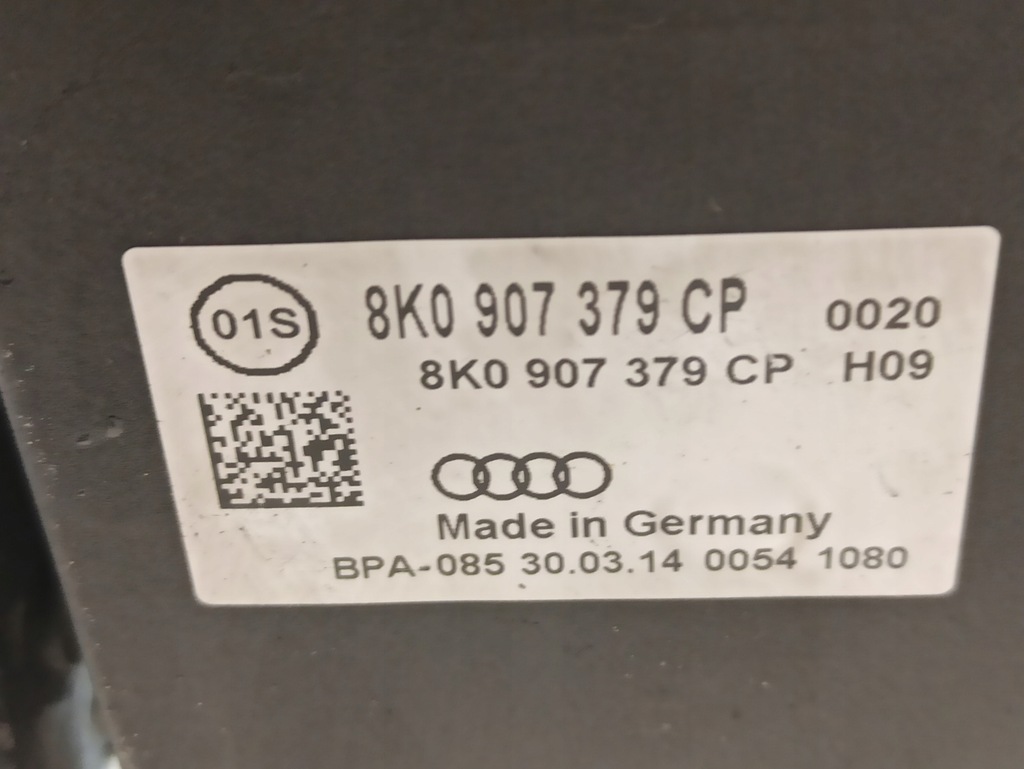 01S 8K0 907 379 CP 0020
8K0 907 379 CP H09
Made in Germany
BPA-085 30.03.14 0054 1080